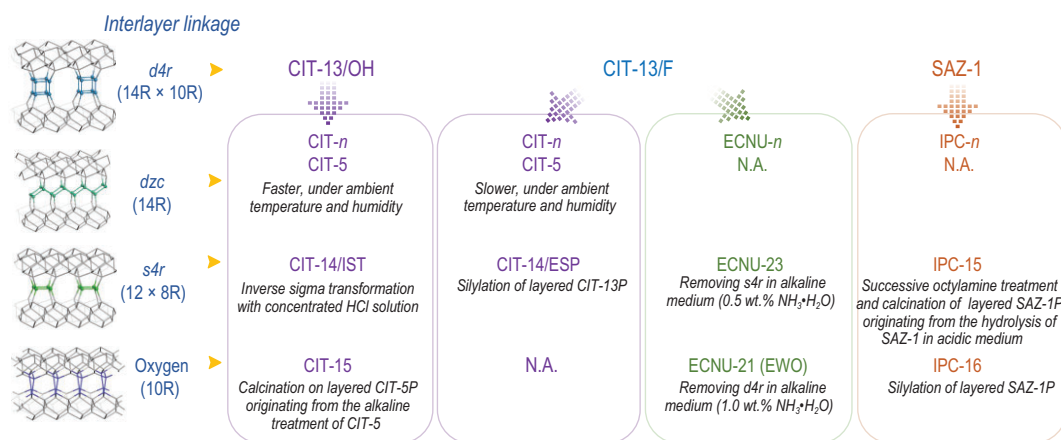 Interlayer linkage
d4r
(14R × 10R)
CIT-13/OH
CIT-13/F
SAZ-1
dzc
(14R)
CIT-n
CIT-5
Faster, under ambient
temperature and humidity
CIT-n
CIT-5
Slower, under ambient
temperature and humidity
ECNU-n
N.A.
IPC-n
N.A.
s4r
(12 × 8R)
CIT-14/IST
Inverse sigma transformation
with concentrated HCl solution
CIT-14/ESP
Silylation of layered CIT-13P
ECNU-23
Removing s4r in alkaline
medium (0.5 wt.% NH₃•H₂O)
IPC-15
Successive octylamine treatment
and calcination of layered SAZ-1P
originating from the hydrolysis of
SAZ-1 in acidic medium
Oxygen
(10R)
CIT-15
Calcination on layered CIT-5P
originating from the alkaline
treatment of CIT-5
N.A.
ECNU-21 (EWO)
Removing d4r in alkaline
medium (1.0 wt.% NH₃•H₂O)
IPC-16
Silylation of layered SAZ-1P